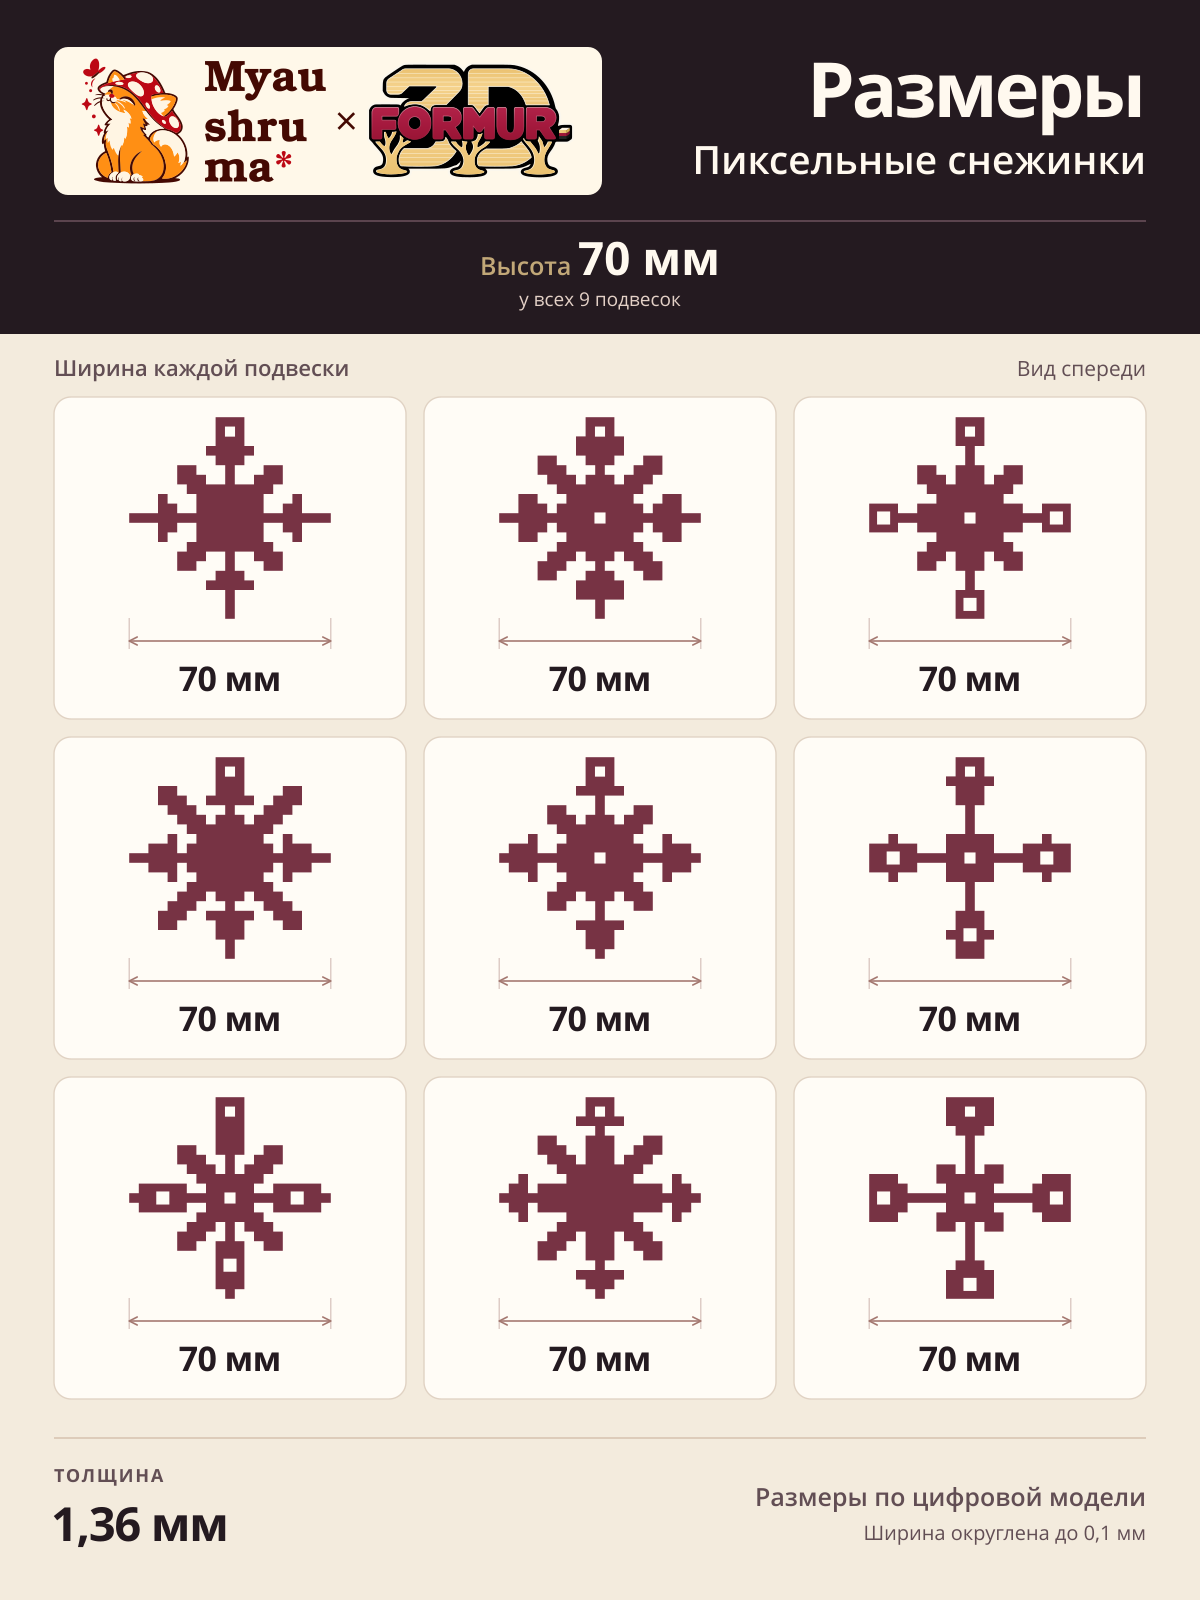 Myau
shru
ma*
×
3D
FORMUR
Размеры
Пиксельные снежинки
Высота 70 мм
у всех 9 подвесок
Ширина каждой подвески
Вид спереди
70 мм
70 мм
70 мм
70 мм
70 мм
70 мм
70 мм
70 мм
70 мм
ТОЛЩИНА
1,36 мм
Размеры по цифровой модели
Ширина округлена до 0,1 мм